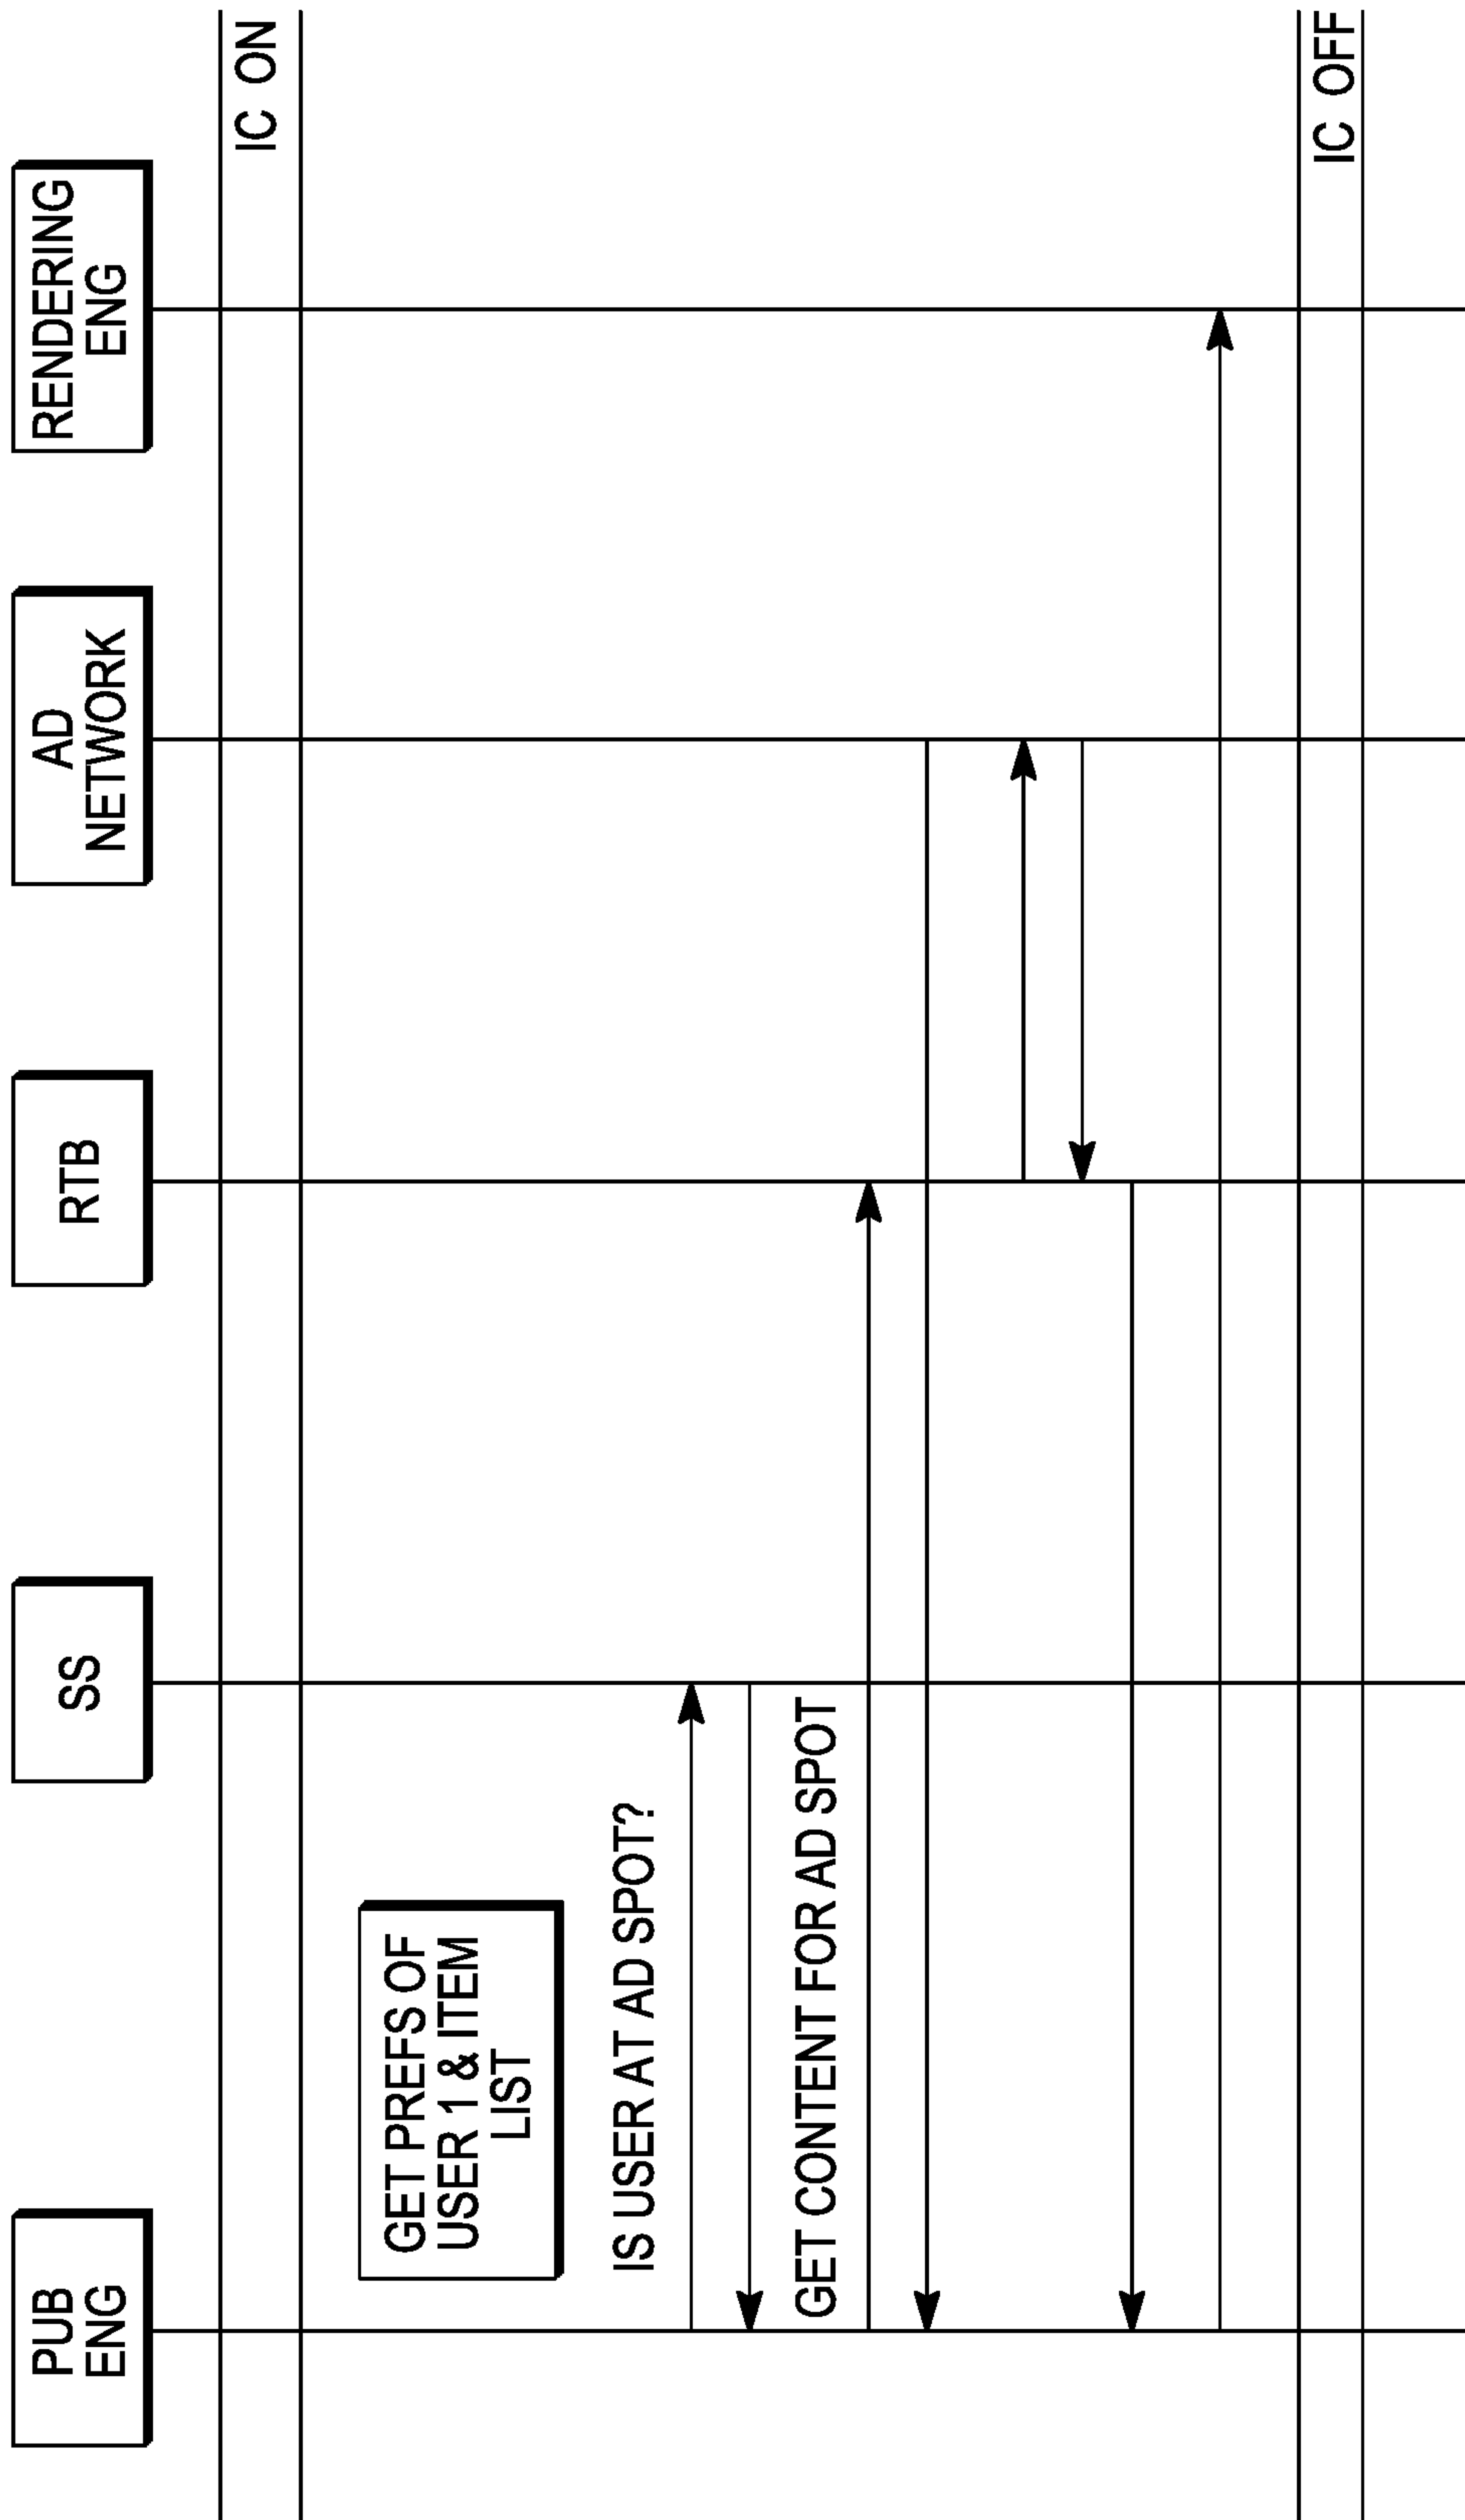 PUB
ENG
SS
RTB
AD
NETWORK
RENDERING
ENG
IC ON
GET PREFS OF
USER 1 & ITEM
LIST
IS USER AT AD SPOT?
GET CONTENT FOR AD SPOT
IC OFF